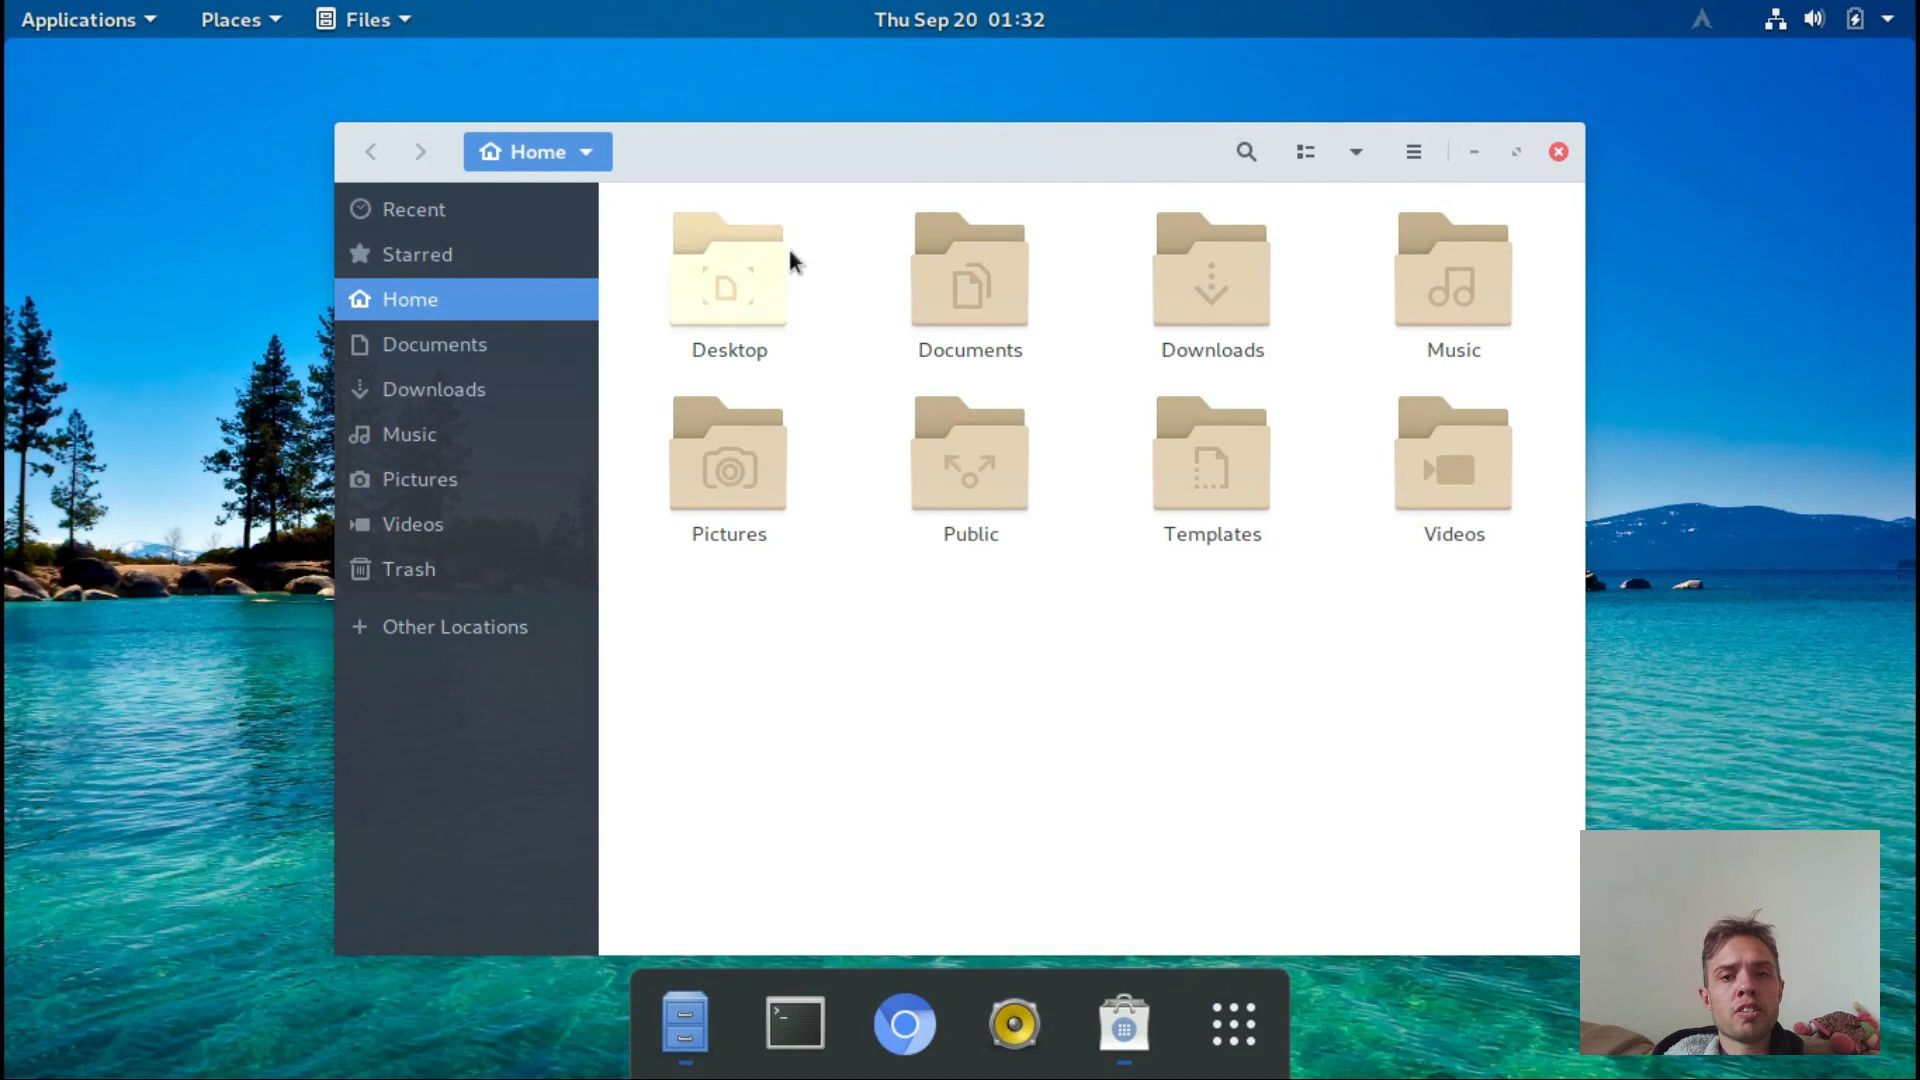 Applications
Places
Files
Thu Sep 20 01:32
Home
Recent
Starred
Home
Documents
Downloads
Music
Pictures
Videos
Trash
Other Locations
Desktop
Documents
Downloads
Music
Pictures
Public
Templates
Videos